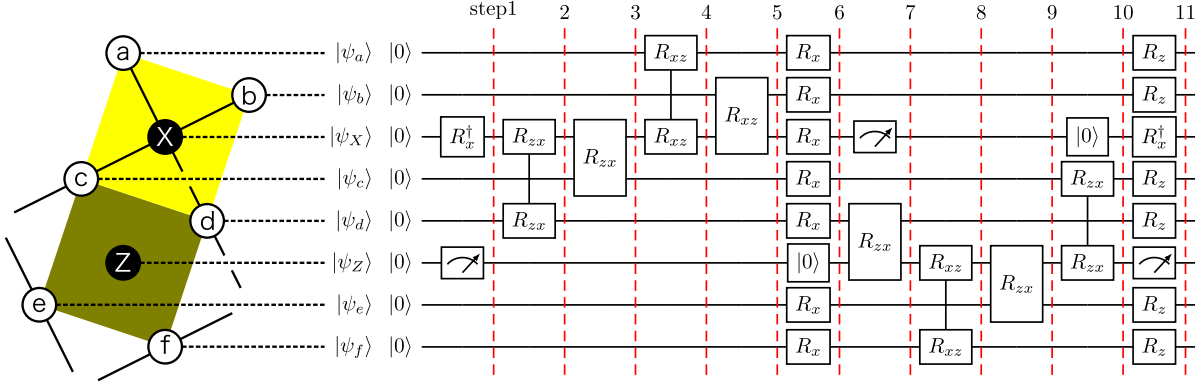 step1 2 3 4 5 6 7 8 9 10 11
a |ψ_a⟩ |0⟩ R_xz R_x R_z
b |ψ_b⟩ |0⟩ R_xz R_x R_z
X |ψ_X⟩ |0⟩ R_x† R_zx R_zx R_xz R_x |0⟩ R_x†
c |ψ_c⟩ |0⟩ R_x R_zx R_z
d |ψ_d⟩ |0⟩ R_zx R_x R_zx R_z
Z |ψ_Z⟩ |0⟩ |0⟩ R_xz R_zx R_zx
e |ψ_e⟩ |0⟩ R_x R_z
f |ψ_f⟩ |0⟩ R_x R_xz R_z